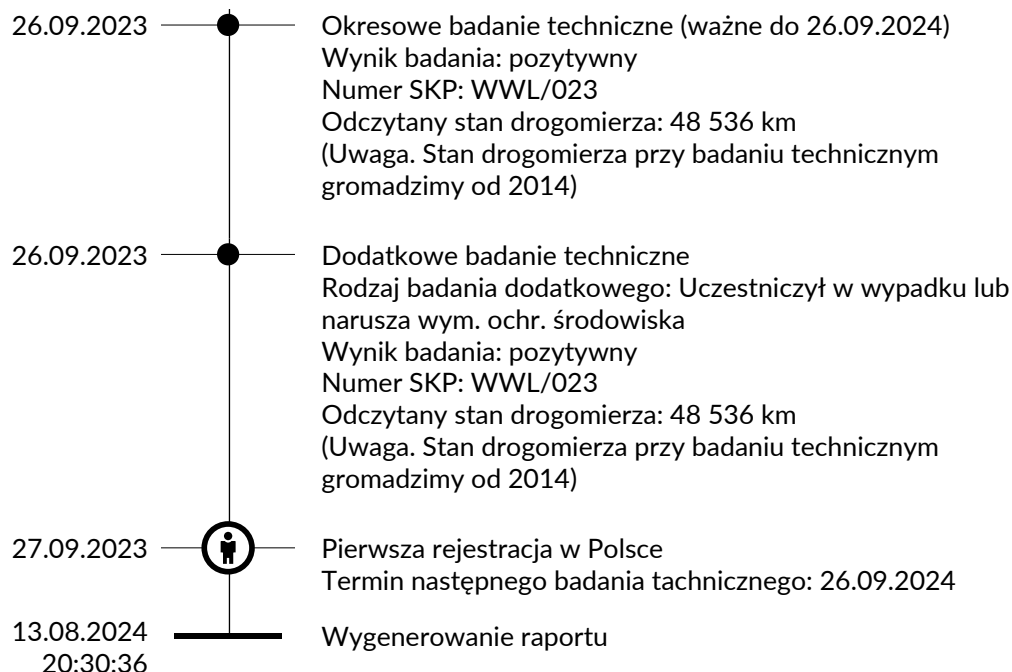 26.09.2023
Okresowe badanie techniczne (ważne do 26.09.2024)
Wynik badania: pozytywny
Numer SKP: WWL/023
Odczytany stan drogomierza: 48 536 km
(Uwaga. Stan drogomierza przy badaniu technicznym
gromadzimy od 2014)
26.09.2023
Dodatkowe badanie techniczne
Rodzaj badania dodatkowego: Uczestniczył w wypadku lub
narusza wym. ochr. środowiska
Wynik badania: pozytywny
Numer SKP: WWL/023
Odczytany stan drogomierza: 48 536 km
(Uwaga. Stan drogomierza przy badaniu technicznym
gromadzimy od 2014)
27.09.2023
Pierwsza rejestracja w Polsce
Termin następnego badania tachnicznego: 26.09.2024
13.08.2024
20:30:36
Wygenerowanie raportu